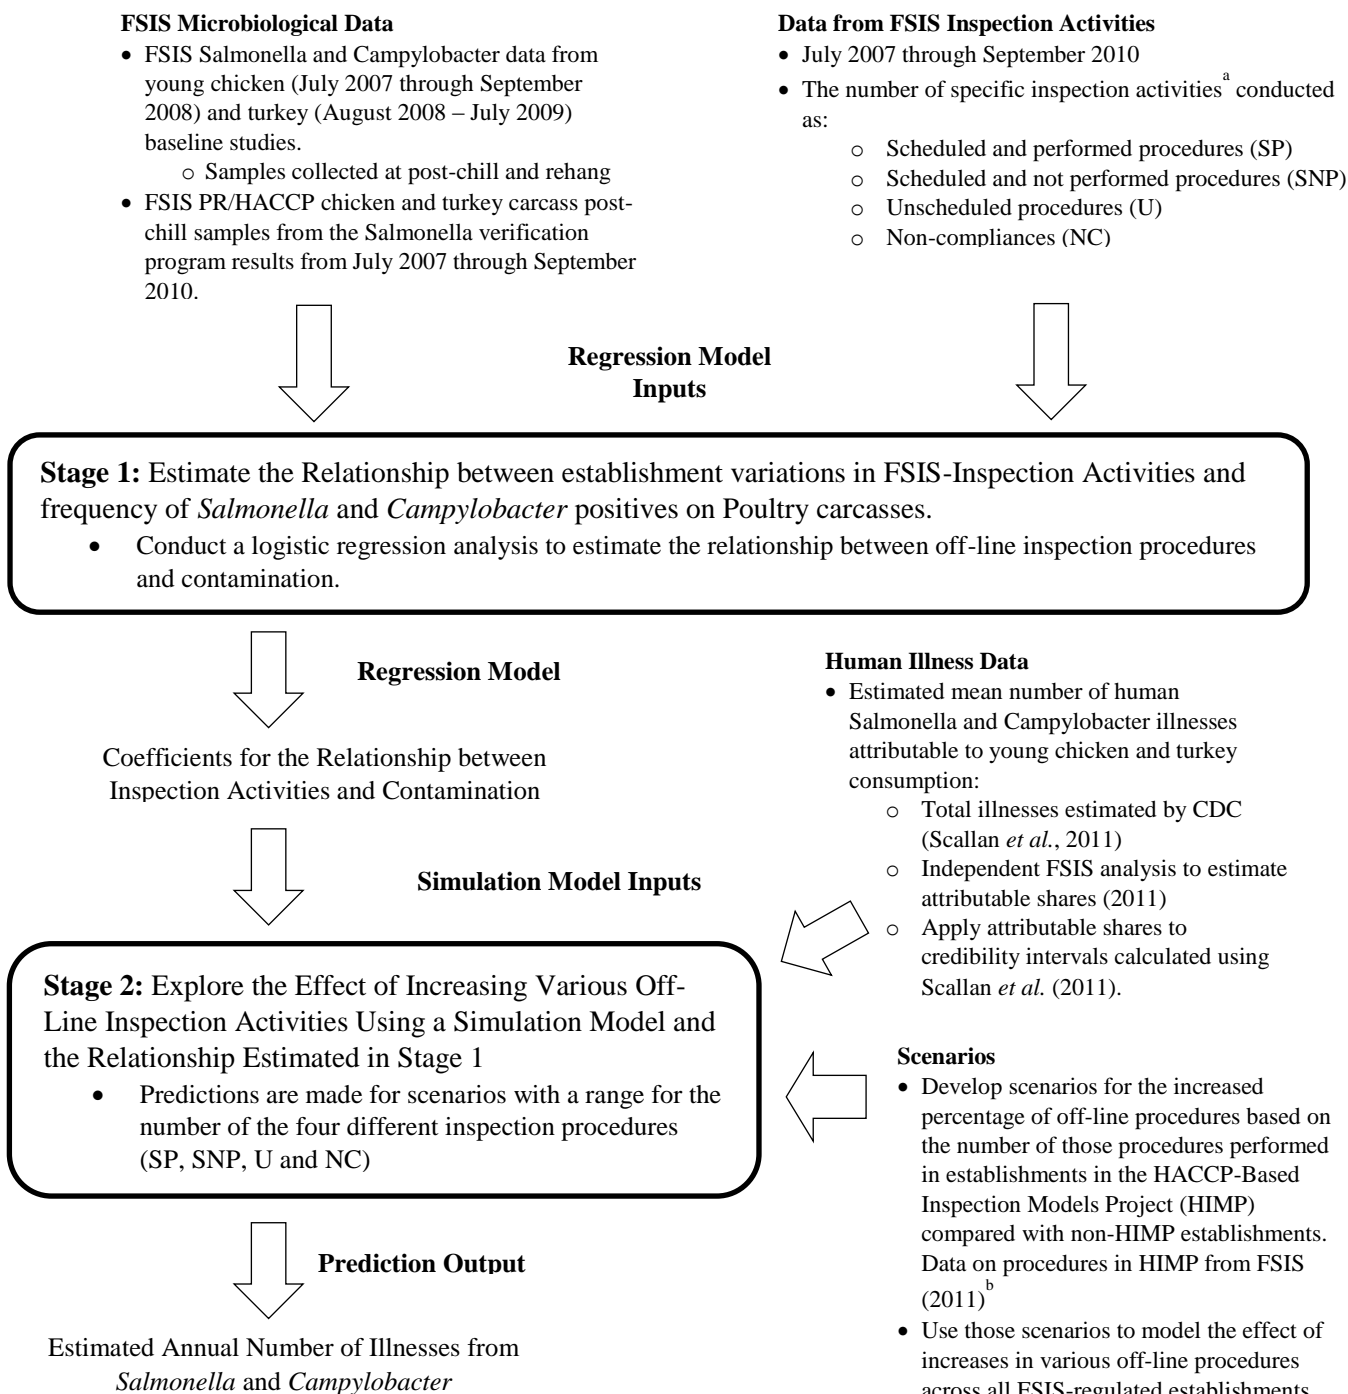 FSIS Microbiological Data
• FSIS Salmonella and Campylobacter data from
young chicken (July 2007 through September
2008) and turkey (August 2008 – July 2009)
baseline studies.
o Samples collected at post-chill and rehang
• FSIS PR/HACCP chicken and turkey carcass post-
chill samples from the Salmonella verification
program results from July 2007 through September
2010.
Data from FSIS Inspection Activities
• July 2007 through September 2010
• The number of specific inspection activities^a conducted
as:
o Scheduled and performed procedures (SP)
o Scheduled and not performed procedures (SNP)
o Unscheduled procedures (U)
o Non-compliances (NC)
Regression Model
Inputs
Stage 1: Estimate the Relationship between establishment variations in FSIS-Inspection Activities and
frequency of Salmonella and Campylobacter positives on Poultry carcasses.
• Conduct a logistic regression analysis to estimate the relationship between off-line inspection procedures
and contamination.
Regression Model
Coefficients for the Relationship between
Inspection Activities and Contamination
Simulation Model Inputs
Human Illness Data
• Estimated mean number of human
Salmonella and Campylobacter illnesses
attributable to young chicken and turkey
consumption:
o Total illnesses estimated by CDC
(Scallan et al., 2011)
o Independent FSIS analysis to estimate
attributable shares (2011)
o Apply attributable shares to
credibility intervals calculated using
Scallan et al. (2011).
Stage 2: Explore the Effect of Increasing Various Off-
Line Inspection Activities Using a Simulation Model and
the Relationship Estimated in Stage 1
• Predictions are made for scenarios with a range for the
number of the four different inspection procedures
(SP, SNP, U and NC)
Scenarios
• Develop scenarios for the increased
percentage of off-line procedures based on
the number of those procedures performed
in establishments in the HACCP-Based
Inspection Models Project (HIMP)
compared with non-HIMP establishments.
Data on procedures in HIMP from FSIS
(2011)^b
• Use those scenarios to model the effect of
increases in various off-line procedures
across all FSIS-regulated establishments
Prediction Output
Estimated Annual Number of Illnesses from
Salmonella and Campylobacter